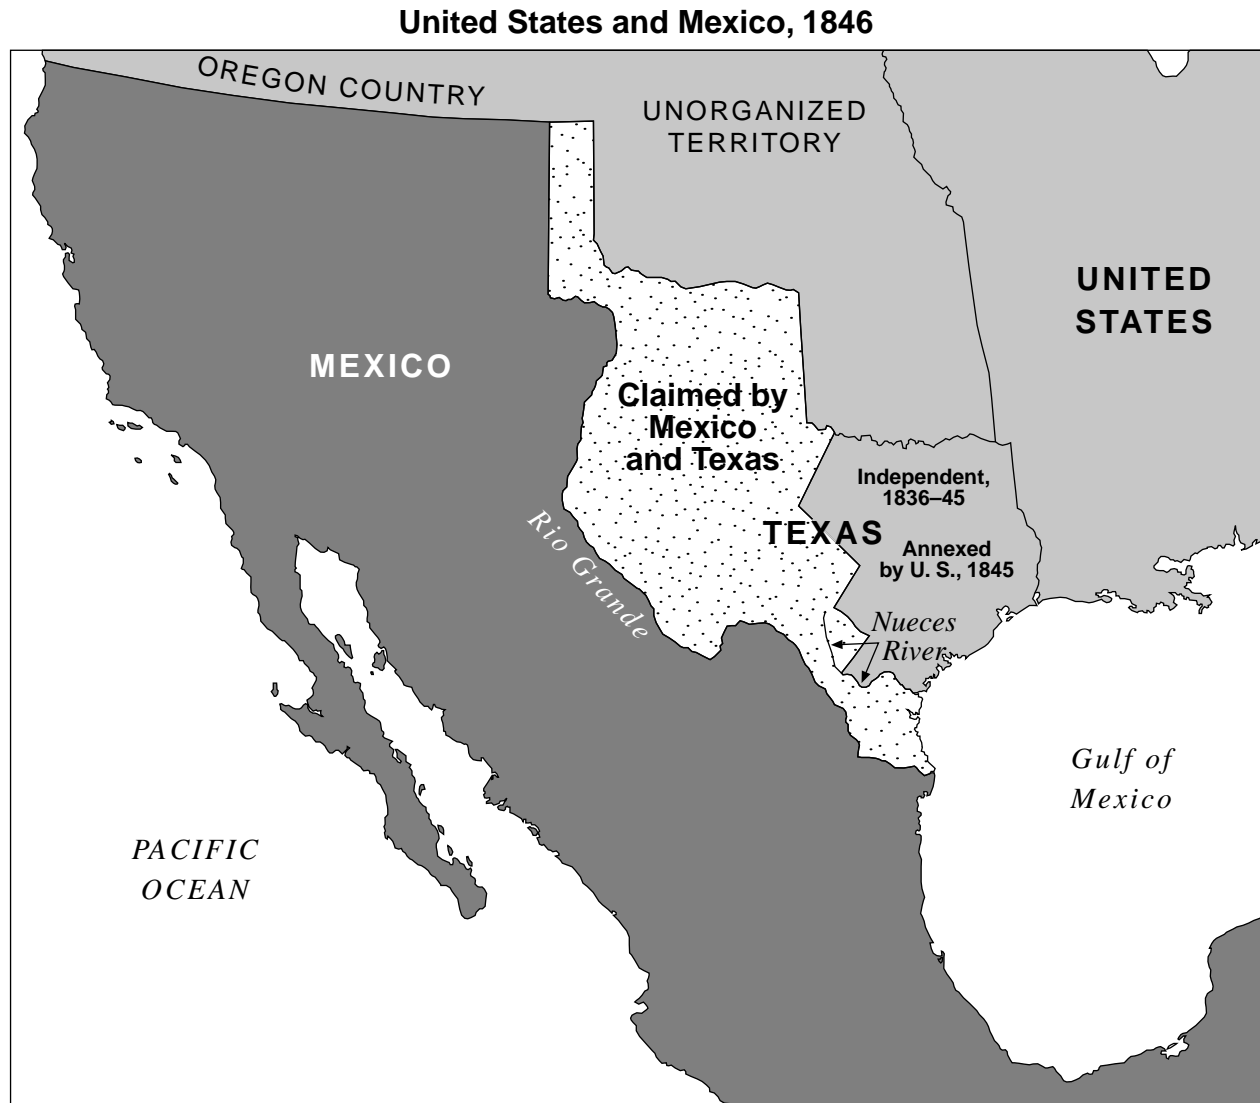 United States and Mexico, 1846
OREGON COUNTRY
UNORGANIZED
TERRITORY
UNITED
STATES
MEXICO
Claimed by
Mexico
and Texas
Independent,
1836–45
TEXAS
Annexed
by U. S., 1845
Rio Grande
Nueces
River
Gulf of
Mexico
PACIFIC
OCEAN